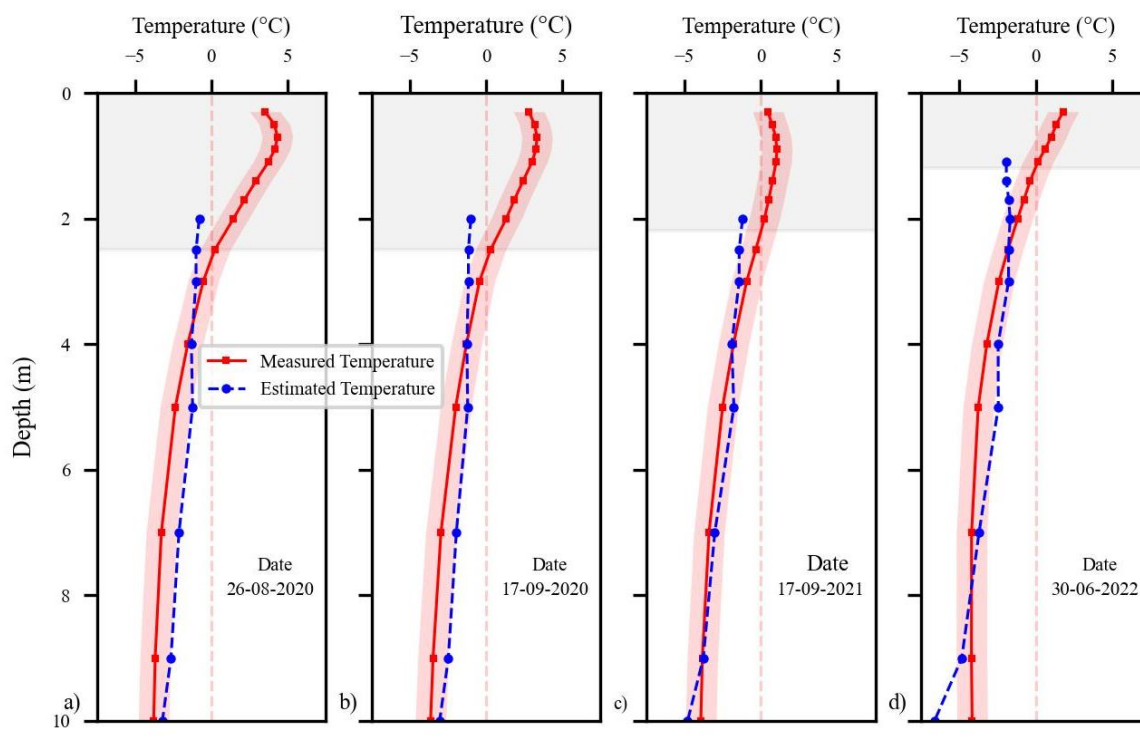 Temperature (°C) Temperature (°C) Temperature (°C) Temperature (°C)
−5 0 5 −5 0 5 −5 0 5 −5 0 5
0
2
4
6
8
10
Depth (m)
Measured Temperature
Estimated Temperature
Date Date Date Date
26-08-2020 17-09-2020 17-09-2021 30-06-2022
a) b) c) d)